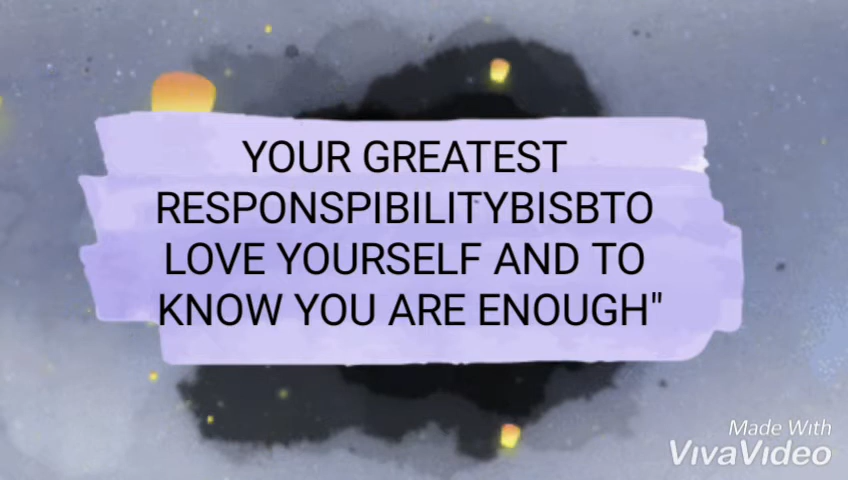 YOUR GREATEST
RESPONSPIBILITYBISBTO
LOVE YOURSELF AND TO
KNOW YOU ARE ENOUGH"
Made With
VivaVideo